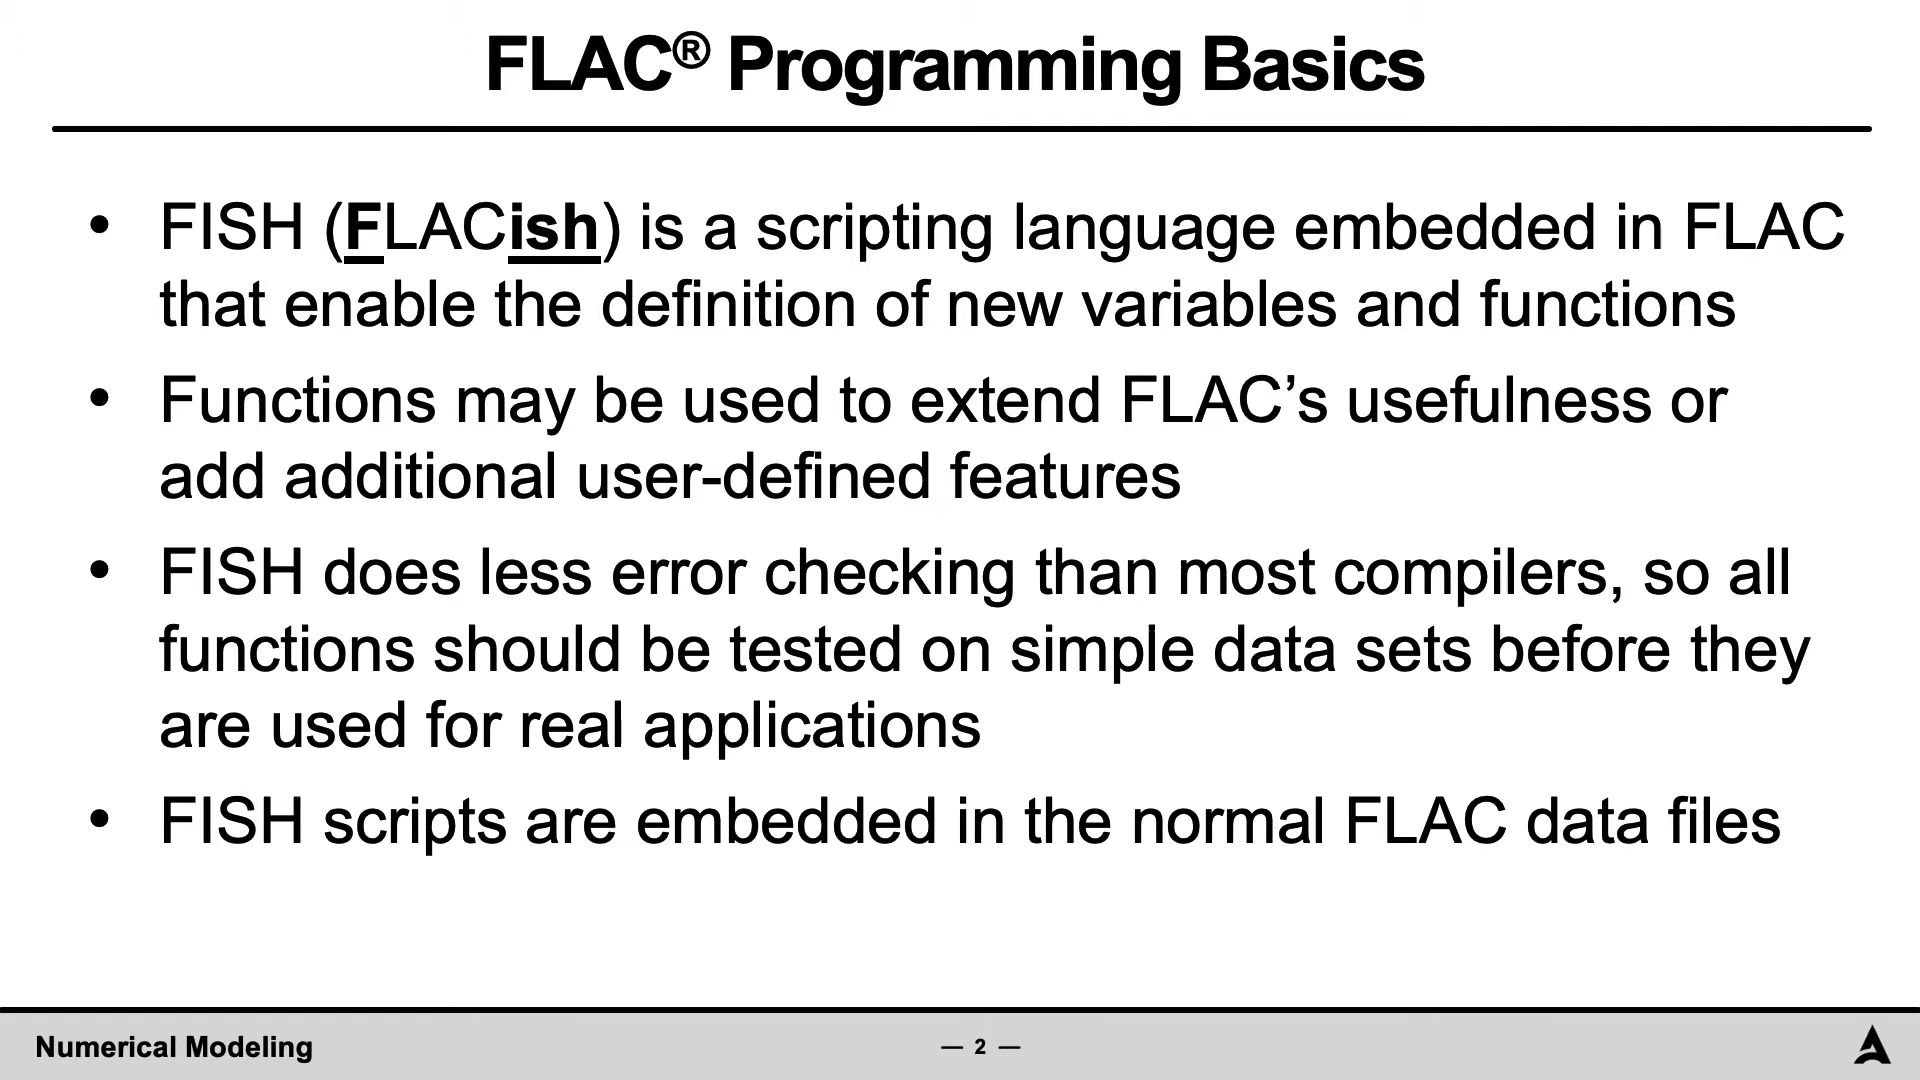 FLAC® Programming Basics
• FISH (FLACish) is a scripting language embedded in FLAC
that enable the definition of new variables and functions
• Functions may be used to extend FLAC’s usefulness or
add additional user-defined features
• FISH does less error checking than most compilers, so all
functions should be tested on simple data sets before they
are used for real applications
• FISH scripts are embedded in the normal FLAC data files
Numerical Modeling
— 2 —